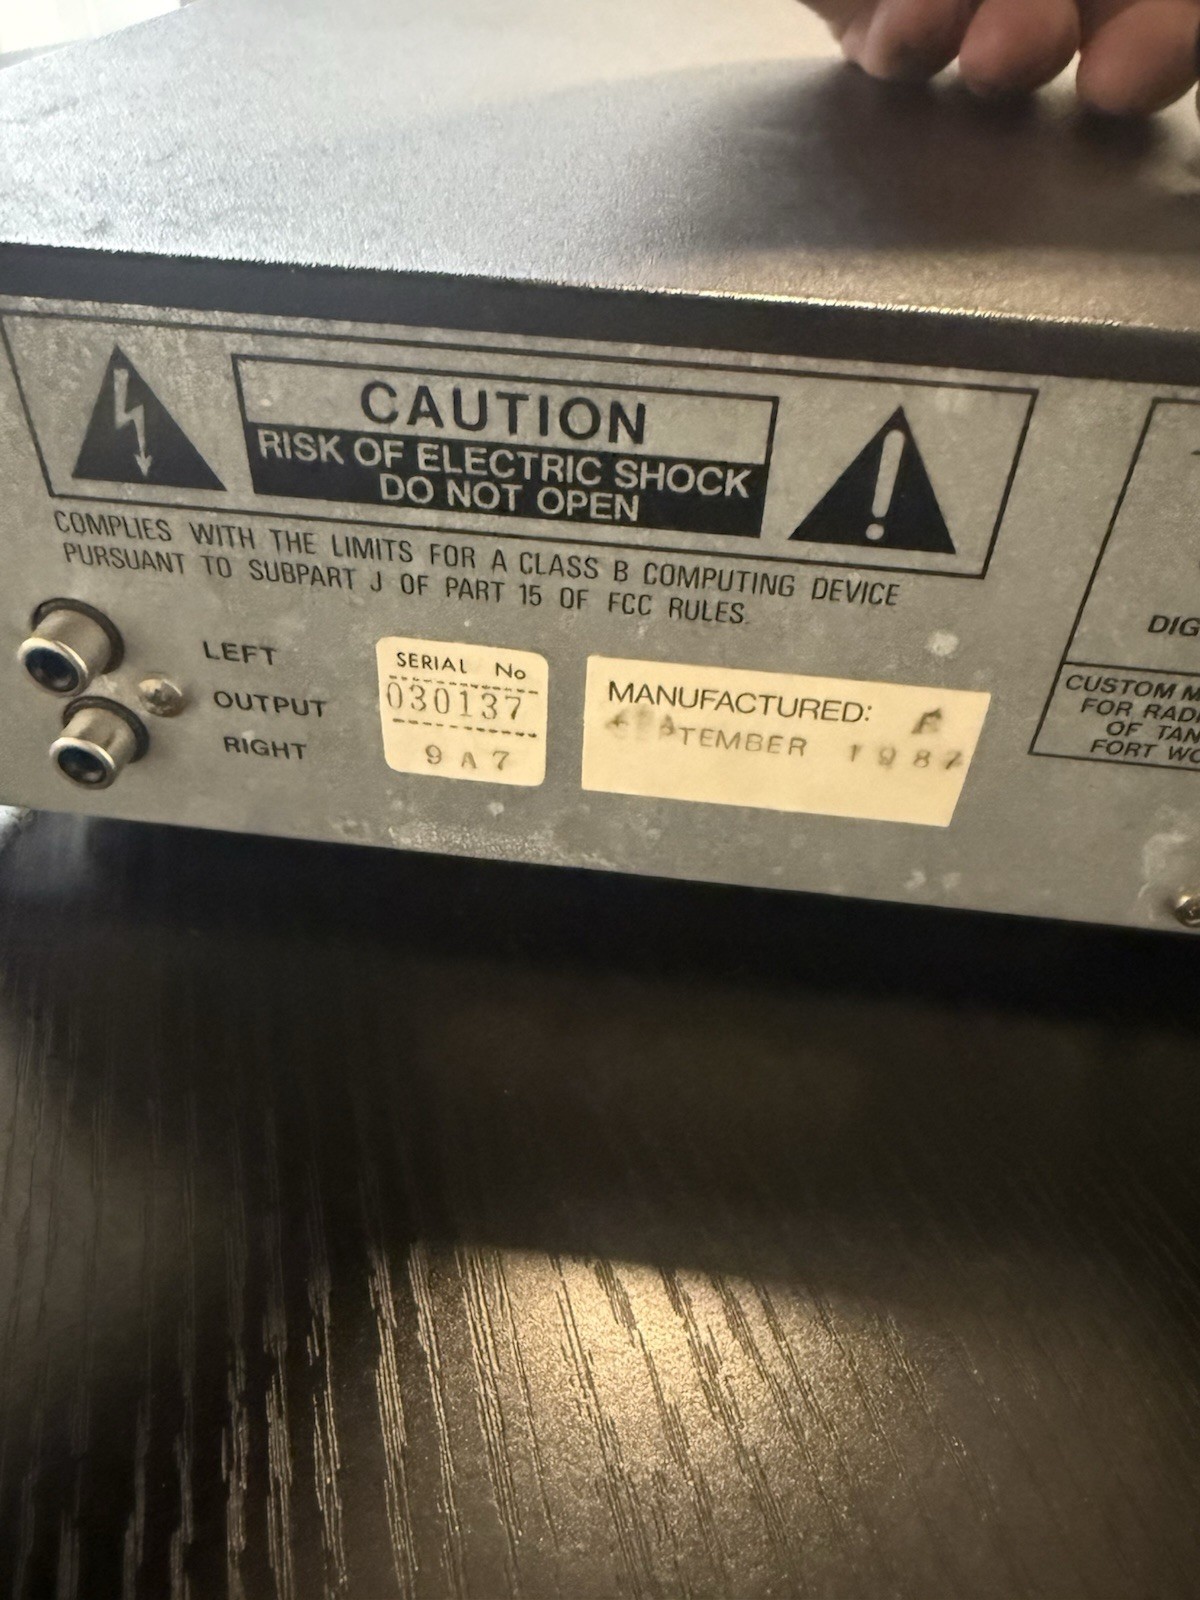 CAUTION
RISK OF ELECTRIC SHOCK
DO NOT OPEN
COMPLIES WITH THE LIMITS FOR A CLASS B COMPUTING DEVICE
PURSUANT TO SUBPART J OF PART 15 OF FCC RULES.
LEFT
OUTPUT
RIGHT
SERIAL No
030137
9 A 7
MANUFACTURED:
TEMBER 1987
DIG
CUSTOM M
FOR RAD
OF TAN
FORT WO